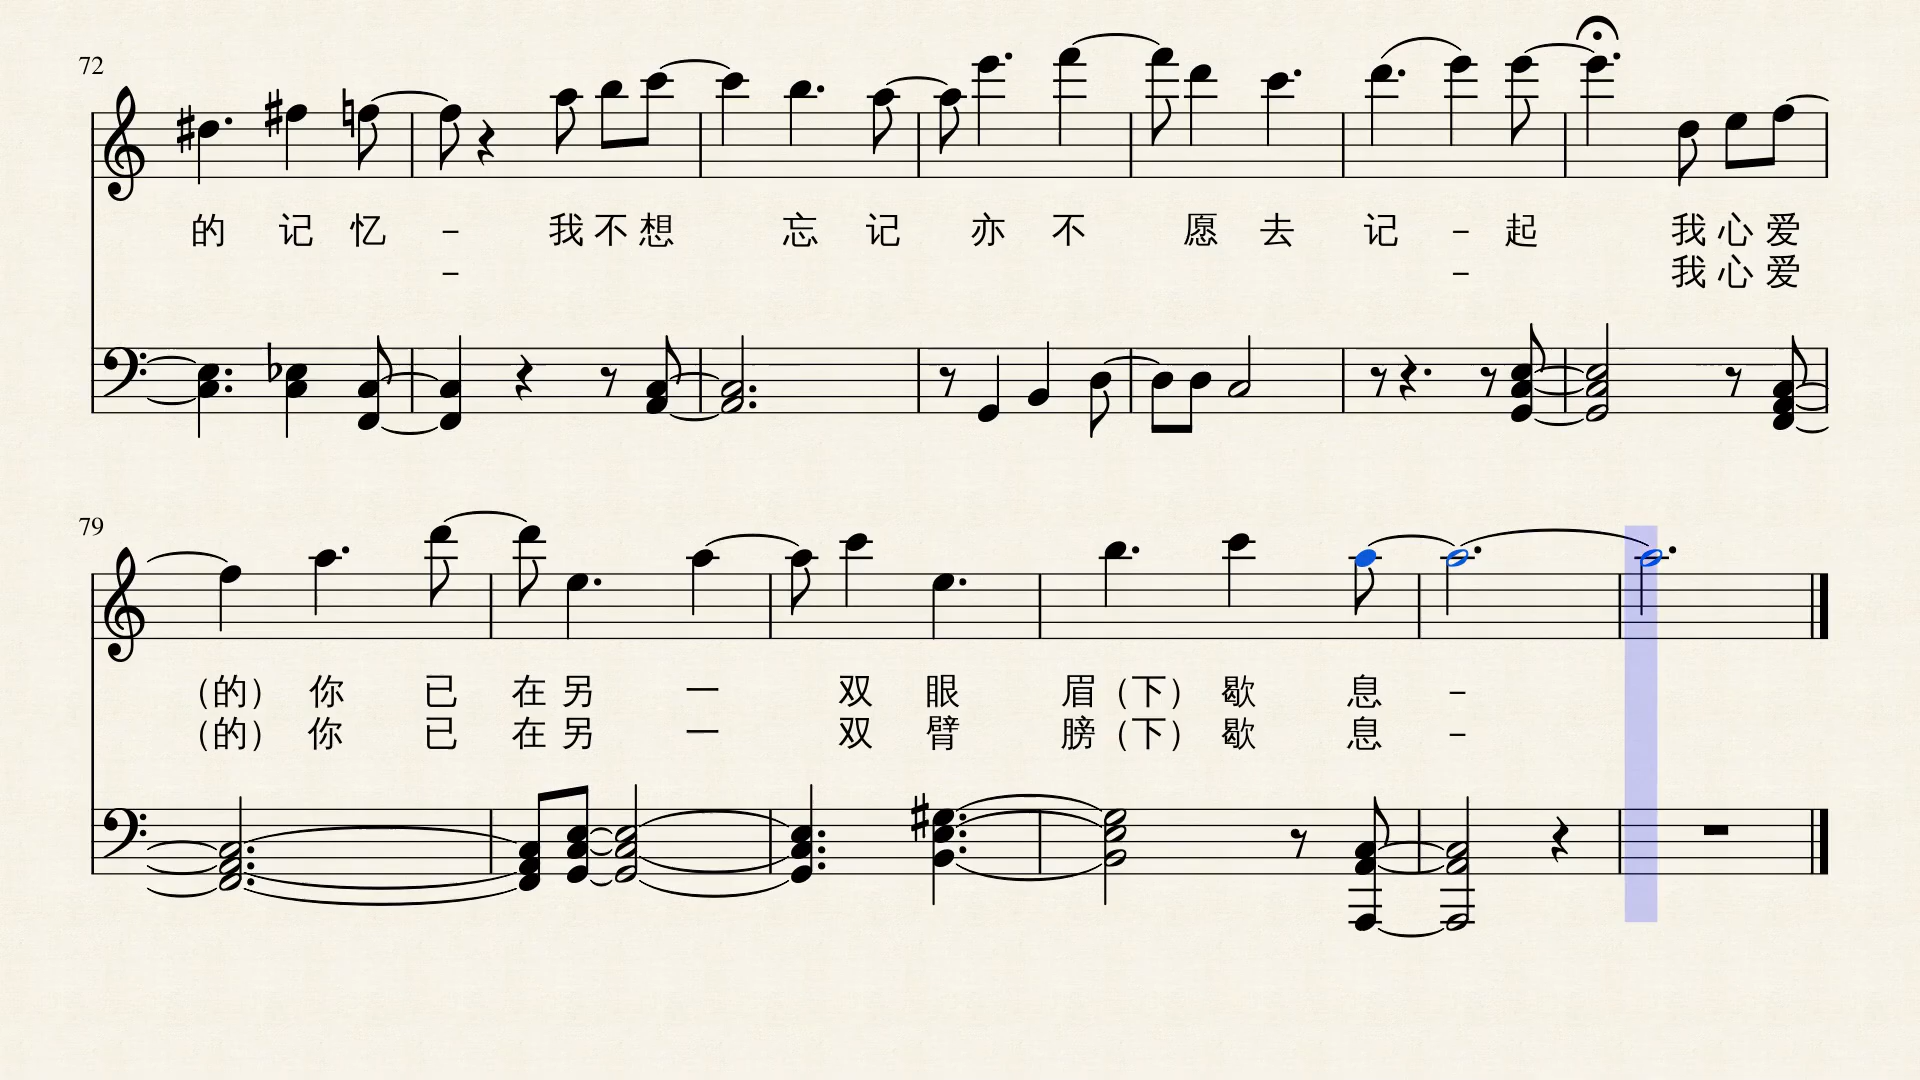 72
的 记 忆 – 我 不 想 忘 记 亦 不 愿 去 记 – 起 我 心 爱
– – 我 心 爱
79
（的） 你 已 在 另 一 双 眼 眉（下） 歇 息 –
（的） 你 已 在 另 一 双 臂 膀（下） 歇 息 –